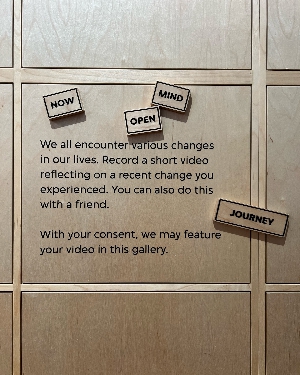 NOW
MIND
OPEN
We all encounter various changes
in our lives. Record a short video
reflecting on a recent change you
experienced. You can also do this
with a friend.
JOURNEY
With your consent, we may feature
your video in this gallery.